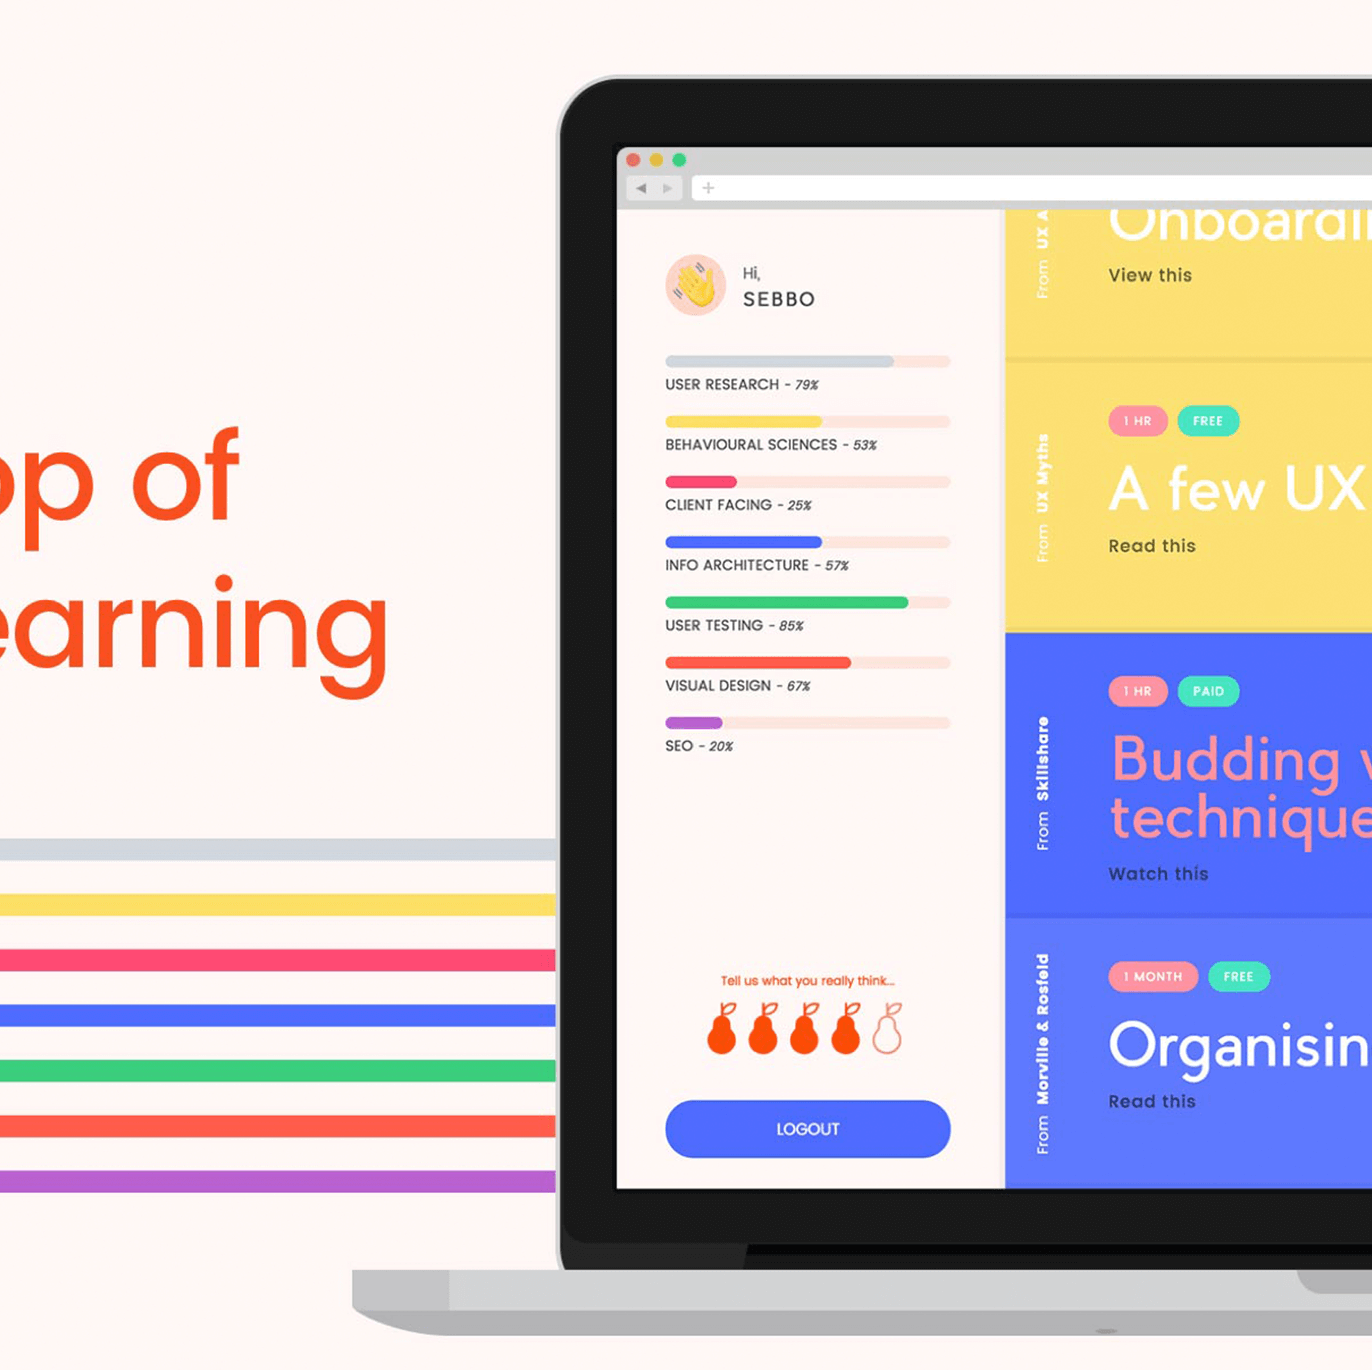 op of
earning
Hi,
SEBBO
USER RESEARCH - 79%
BEHAVIOURAL SCIENCES - 53%
CLIENT FACING - 25%
INFO ARCHITECTURE - 57%
USER TESTING - 85%
VISUAL DESIGN - 67%
SEO - 20%
Tell us what you really think...
LOGOUT
From UX A
Onboardi
View this
From UX Myths
1 HR FREE
A few UX
Read this
From Skillshare
1 HR PAID
Budding
technique
Watch this
From Morville & Rosfeld
1 MONTH FREE
Organisin
Read this